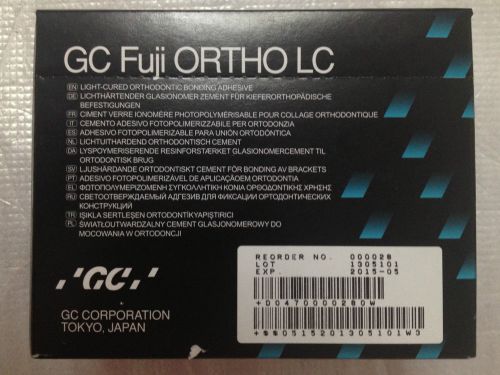 GC Fuji ORTHO LC
EN LIGHT-CURED ORTHODONTIC BONDING ADHESIVE
DE LICHTHÄRTENDER GLASIONOMER ZEMENT FÜR KIEFERORTHOPÄDISCHE
BEFESTIGUNGEN
FR CIMENT VERRE IONOMÈRE PHOTOPOLYMÉRISABLE POUR COLLAGE ORTHODONTIQUE
IT CEMENTO ADESIVO FOTOPOLIMERIZZABILE PER ORTODONZIA
ES ADHESIVO FOTOPOLIMERIZABLE PARA UNIÓN ORTODÓNTICA
NL LICHTUITHARDEND ORTHODONTISCH CEMENT
DA LYSPOLYMERISERENDE RESINFORSTÆRKET GLASIONOMERCEMENT TIL
ORTODONTISK BRUG
SV LJUSHÄRDANDE ORTODONTISKT CEMENT FÖR BONDING AV BRACKETS
PT ADESIVO FOTOPOLIMERIZÁVEL DE APLICAÇÃOEM ORTODONTIA
EL ΦΩΤΟΠΟΛΥΜΕΡΙΖΟΜΕΝΗ ΣΥΓΚΟΛΛΗΤΙΚΗ ΚΟΝΙΑ ΟΡΘΟΔΟΝΤΙΚΗΣ ΧΡΗΣΗΣ
RU СВЕТООТВЕРЖДАЕМЫЙ АДГЕЗИВ ДЛЯ ФИКСАЦИИ ОРТОДОНТИЧЕСКИХ
КОНСТРУКЦИЙ
TR IŞIKLA SERTLEŞEN ORTODONTİKYAPIŞTIRICI
PL ŚWIATŁOUTWARDZALNY CEMENT GLASJONOMEROWY DO
MOCOWANIA W ORTODONCJI
REORDER NO. 000028
LOT 1305101
EXP. 2015-05
+D0470000280W
+$$0515201305101W3
GC
GC CORPORATION
TOKYO, JAPAN